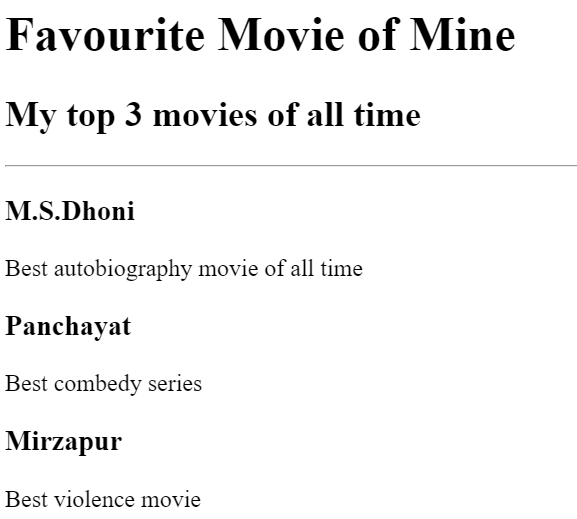 Favourite Movie of Mine
My top 3 movies of all time
M.S.Dhoni
Best autobiography movie of all time
Panchayat
Best combedy series
Mirzapur
Best violence movie